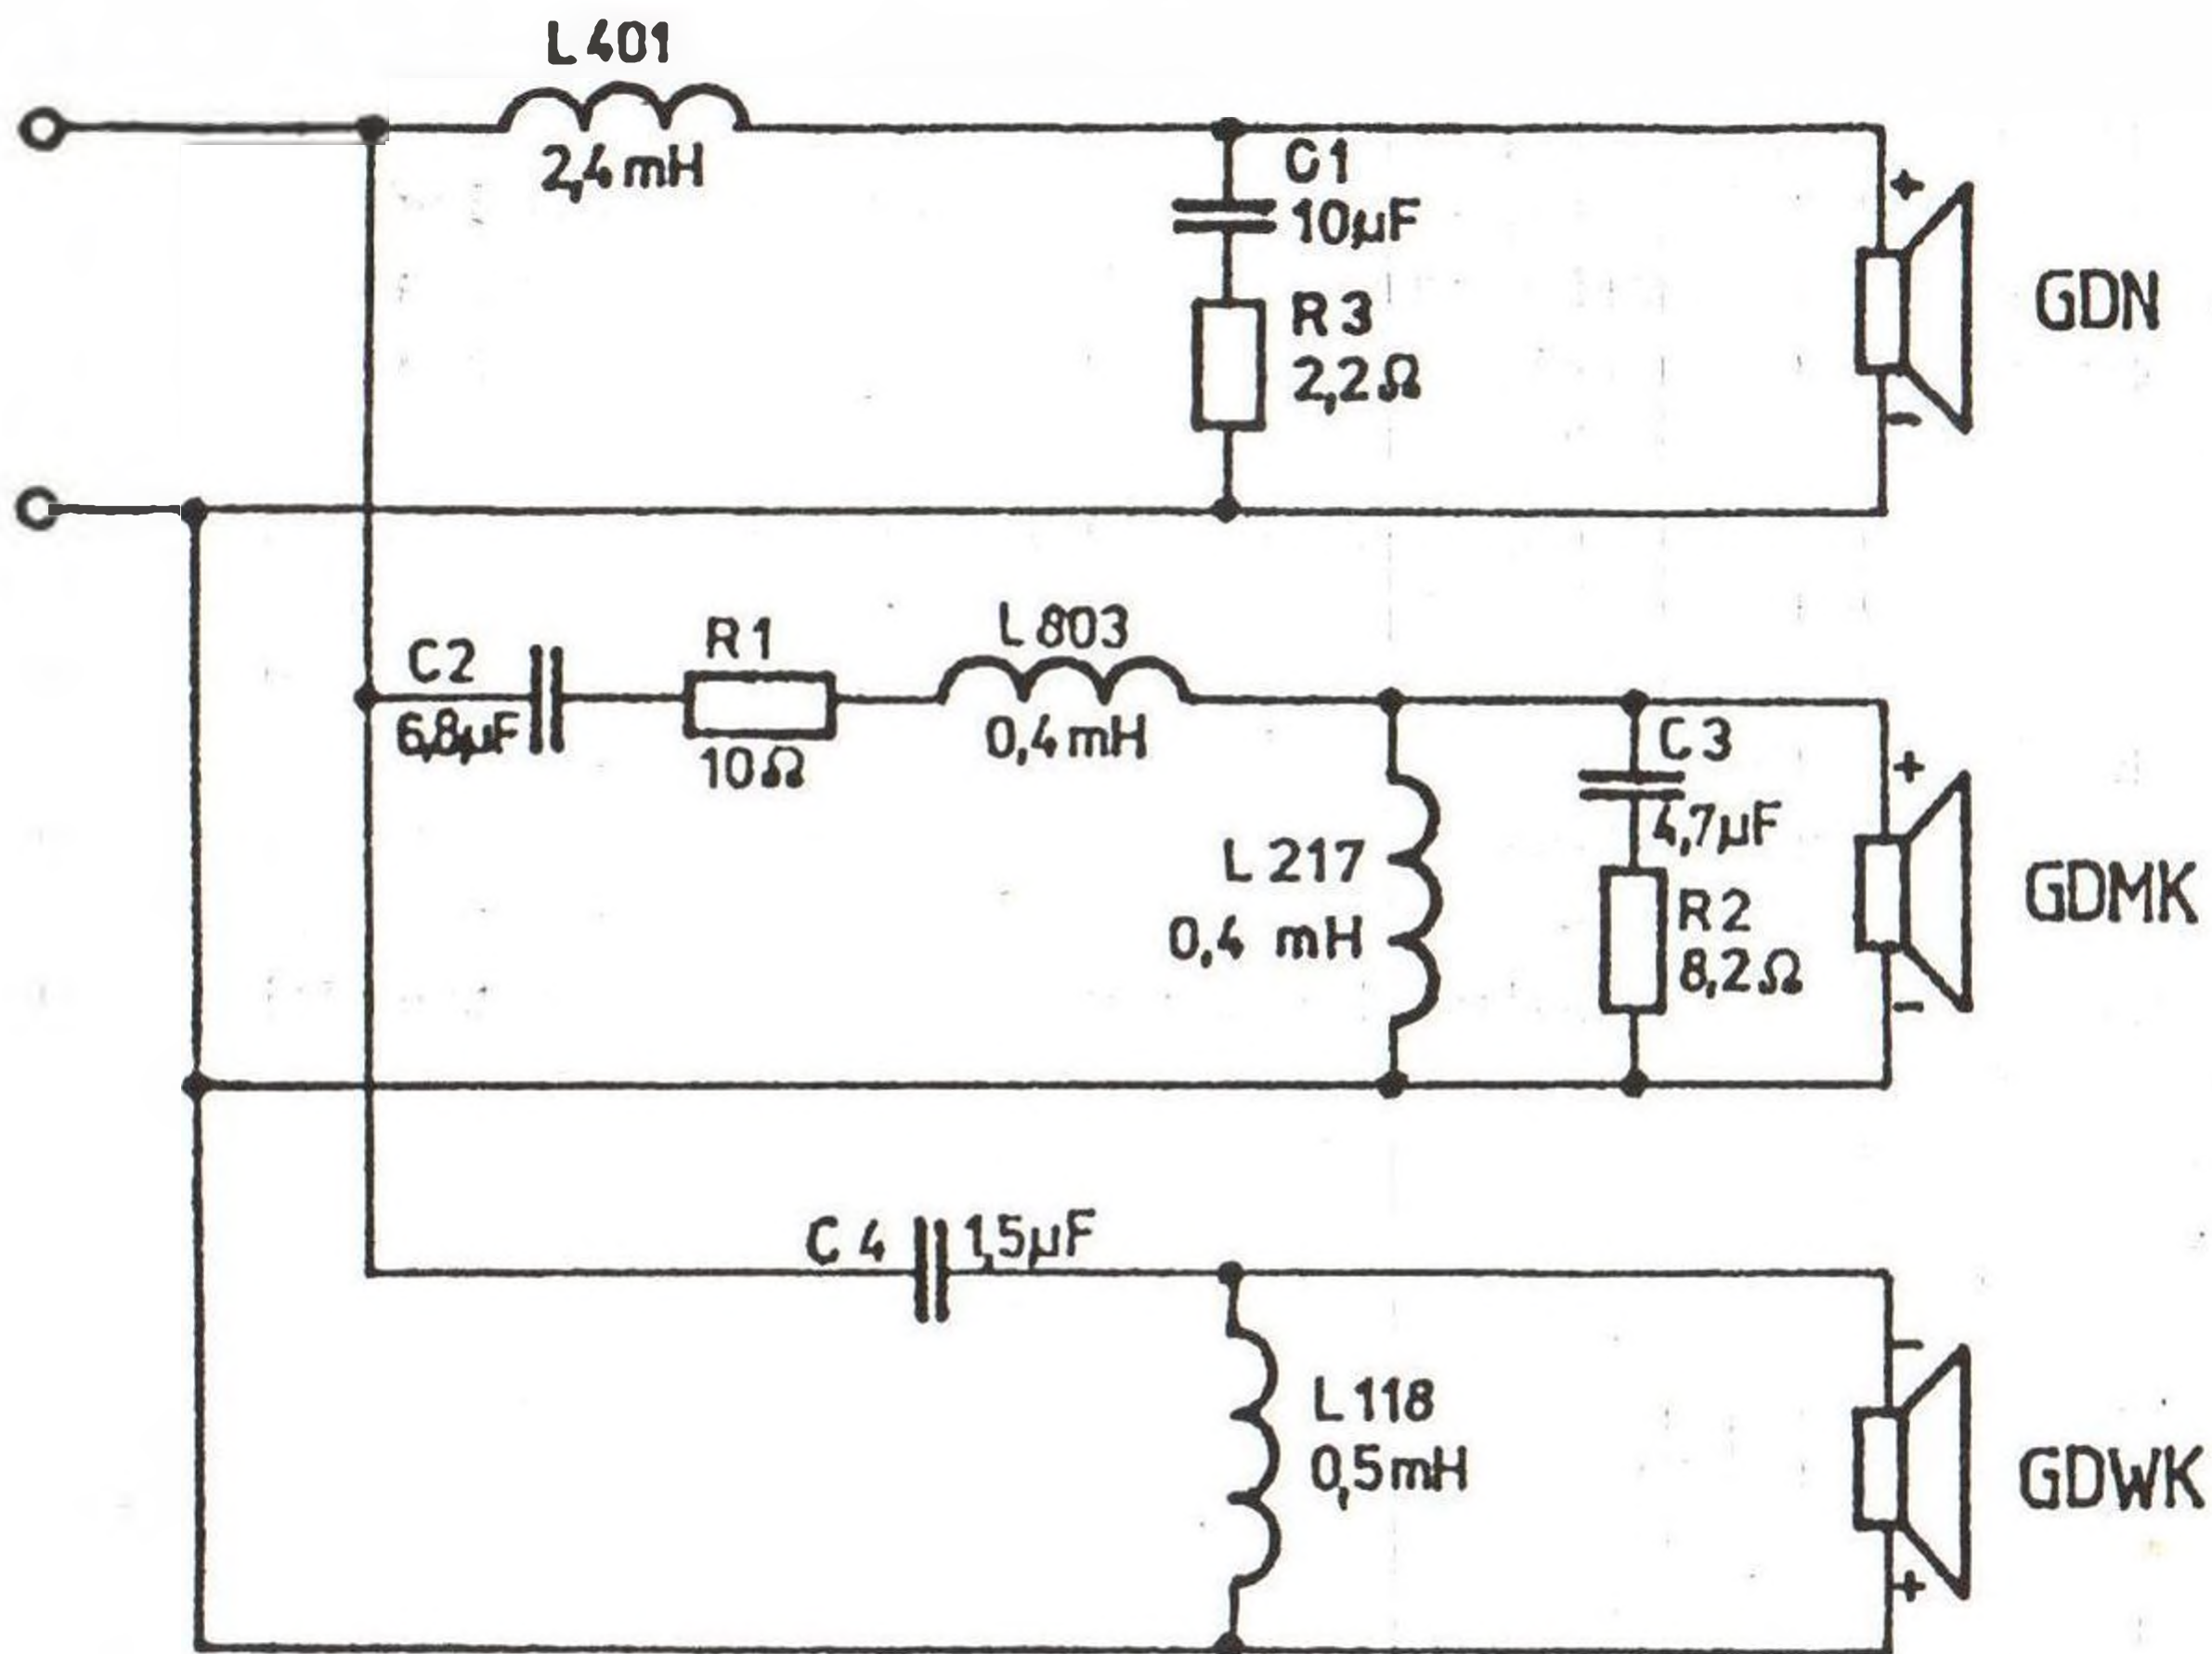 L401
2,4mH
C1
10µF
R3
2,2Ω
+
−
GDN
C2
6,8µF
R1
10Ω
L803
0,4mH
L217
0,4 mH
C3
4,7µF
R2
8,2Ω
+
−
GDMK
C4
1,5µF
L118
0,5mH
−
+
GDWK